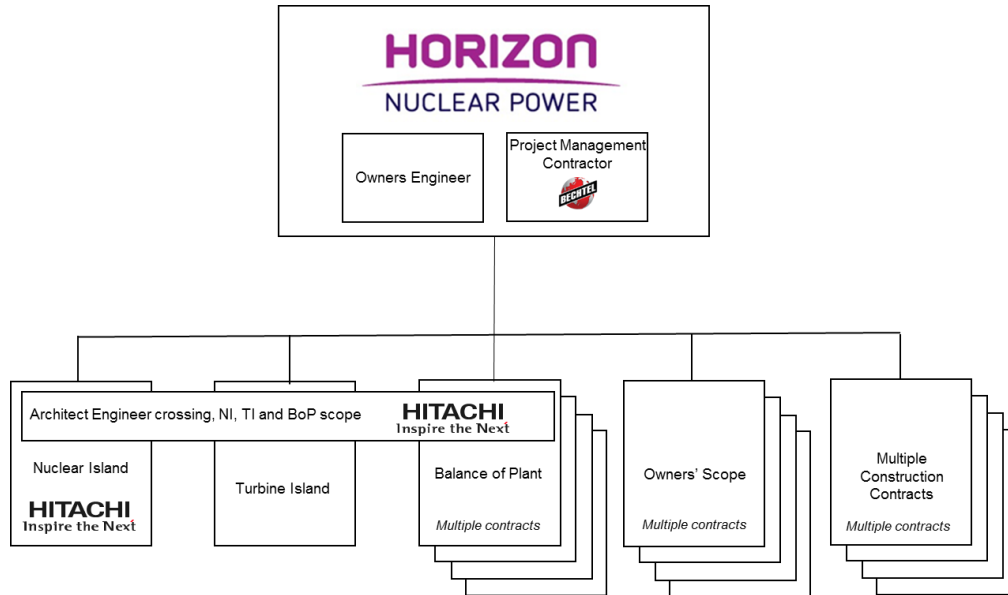 HORIZON
NUCLEAR POWER
Owners Engineer
Project Management
Contractor
BECHTEL
Architect Engineer crossing, NI, TI and BoP scope
HITACHI
Inspire the Next
Nuclear Island
HITACHI
Inspire the Next
Turbine Island
Balance of Plant
Multiple contracts
Owners' Scope
Multiple contracts
Multiple
Construction
Contracts
Multiple contracts